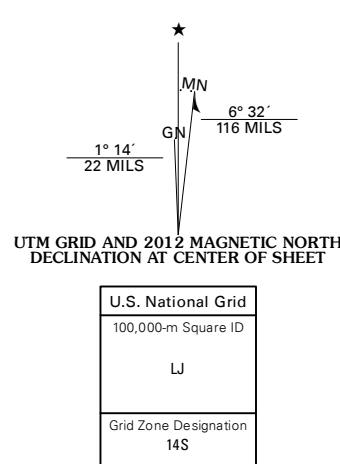 ★
MN
6° 32´
GN
116 MILS
1° 14´
22 MILS
UTM GRID AND 2012 MAGNETIC NORTH
DECLINATION AT CENTER OF SHEET
U.S. National Grid
100,000-m Square ID
LJ
Grid Zone Designation
14S